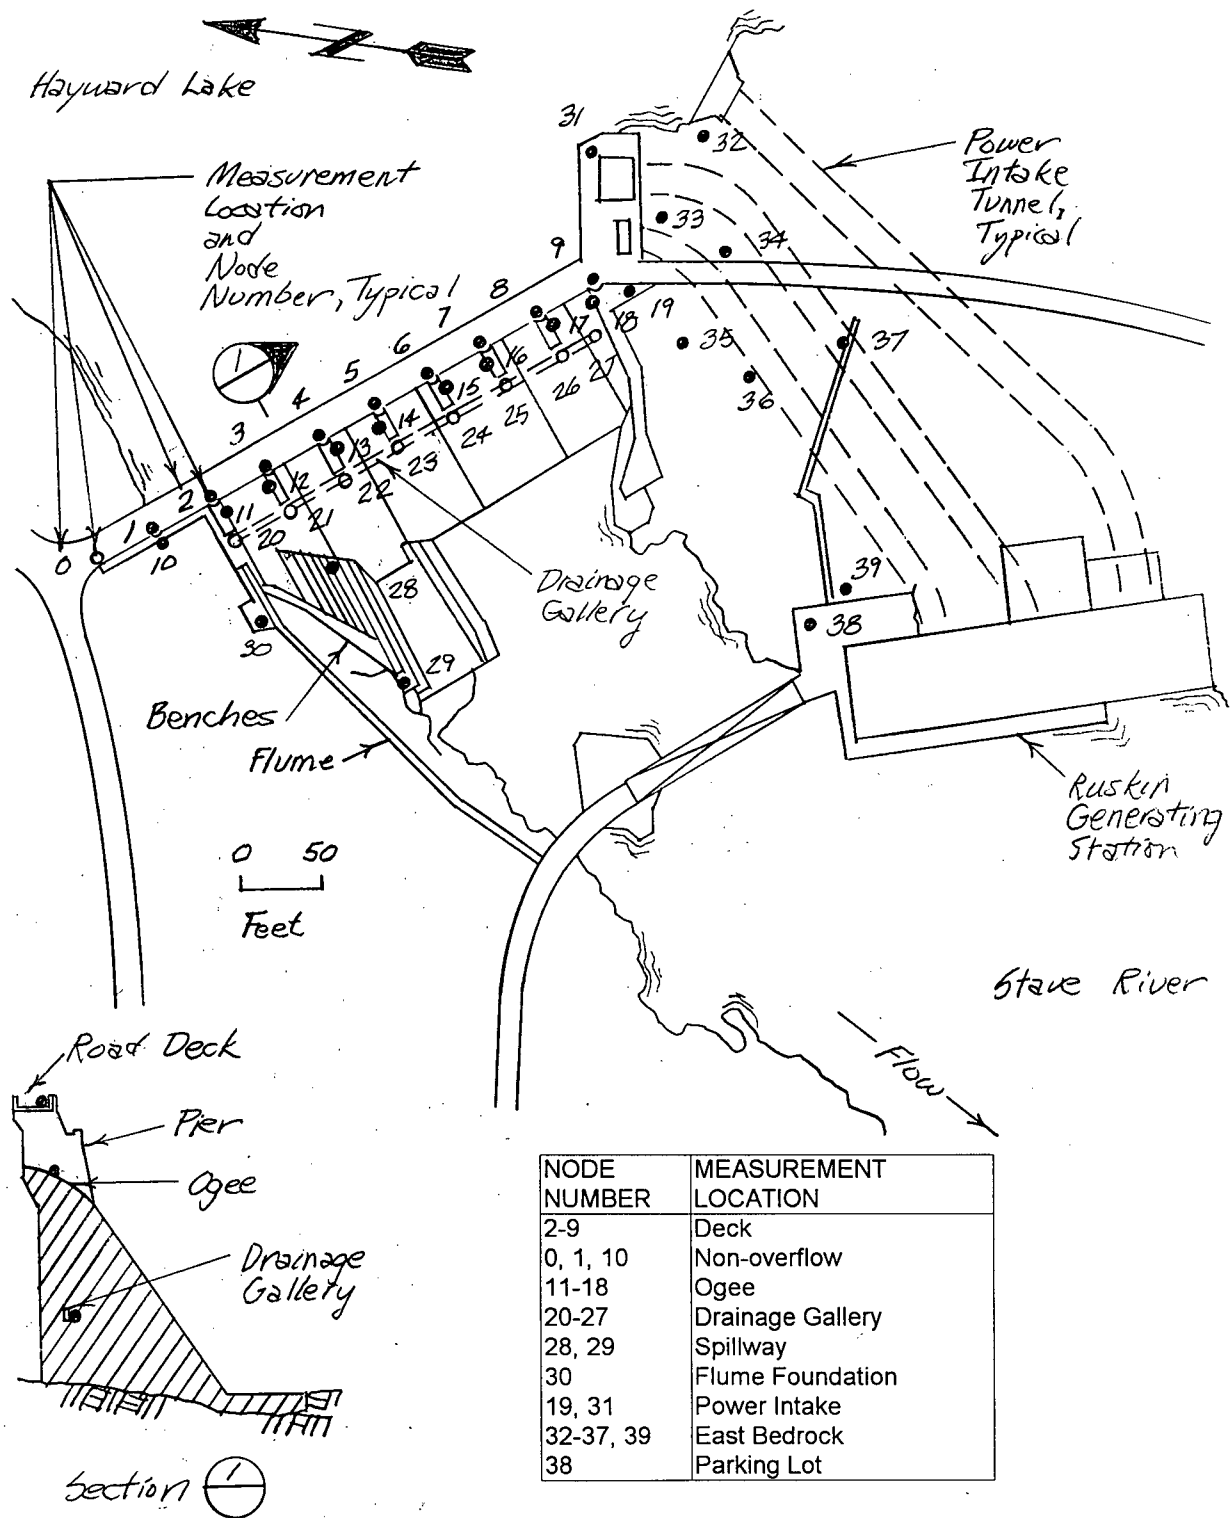 Hayward Lake
Measurement
Location
and
Node
Number, Typical
Power
Intake
Tunnel,
Typical
31
32
33
34
9
8
7
6
5
4
3
2
1
0
1
10
11
12
13
14
15
16
17
18
19
20
21
22
23
24
25
26
27
28
29
30
35
36
37
38
39
Drainage
Gallery
Benches
Flume
0 50
Feet
Ruskin
Generating
Station
Stave River
Flow
Road Deck
Pier
Ogee
Drainage
Gallery
Section 1
NODE NUMBER MEASUREMENT LOCATION
2-9 Deck
0, 1, 10 Non-overflow
11-18 Ogee
20-27 Drainage Gallery
28, 29 Spillway
30 Flume Foundation
19, 31 Power Intake
32-37, 39 East Bedrock
38 Parking Lot